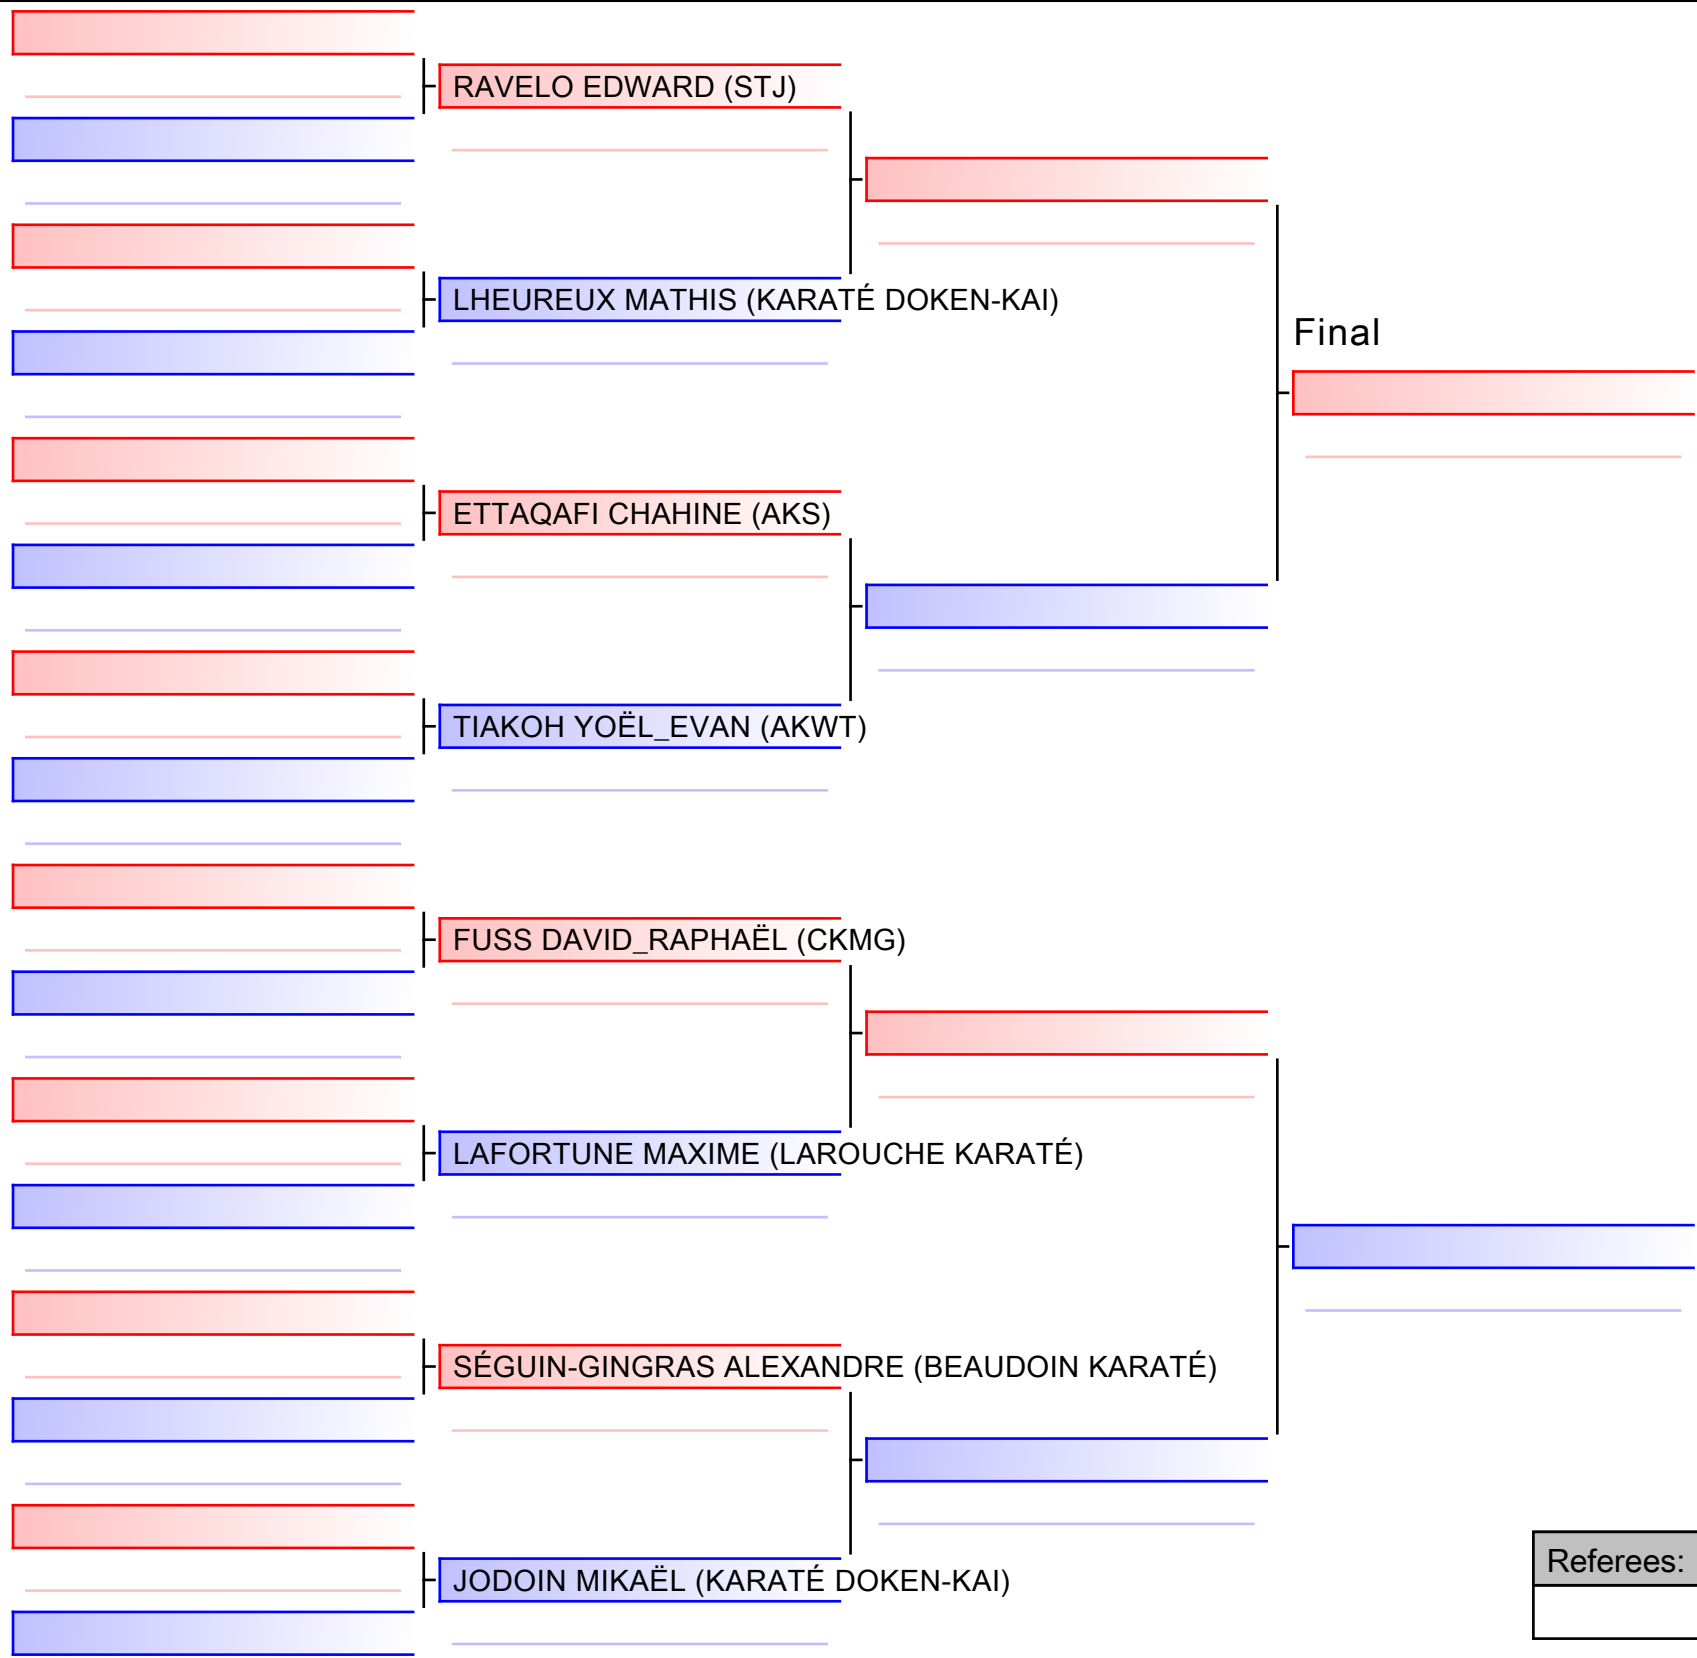 RAVELO EDWARD (STJ)
LHEUREUX MATHIS (KARATÉ DOKEN-KAI)
Final
ETTAQAFI CHAHINE (AKS)
TIAKOH YOËL_EVAN (AKWT)
FUSS DAVID_RAPHAËL (CKMG)
LAFORTUNE MAXIME (LAROUCHE KARATÉ)
SÉGUIN-GINGRAS ALEXANDRE (BEAUDOIN KARATÉ)
JODOIN MIKAËL (KARATÉ DOKEN-KAI)
Referees: